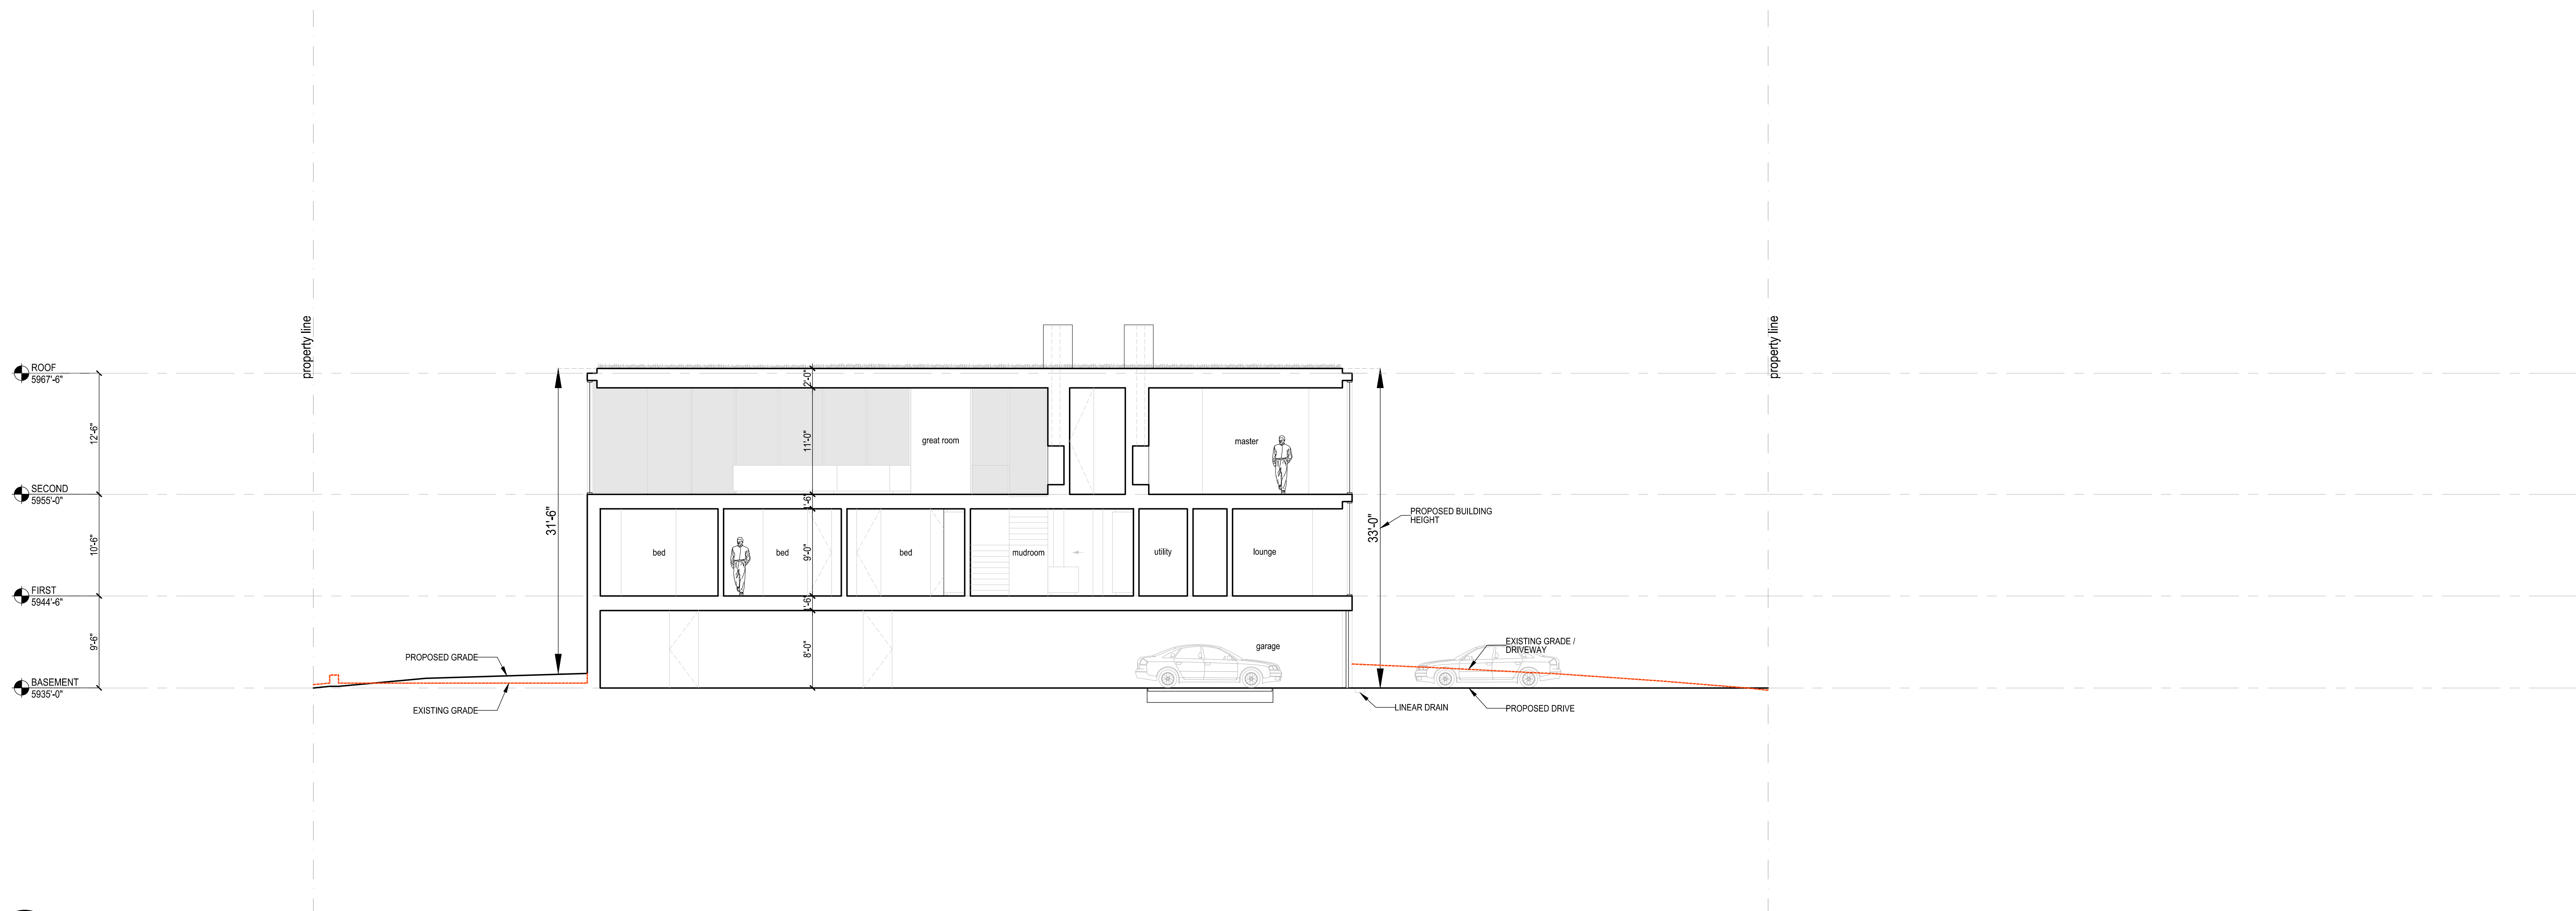 property line
property line
ROOF
5967'-6"
12'-6"
SECOND
5955'-0"
10'-6"
FIRST
5944'-6"
9'-6"
BASEMENT
5935'-0"
2'-0"
11'-0"
1'-6"
9'-0"
1'-6"
8'-0"
great room
master
31'-6"
33'-0"
PROPOSED BUILDING
HEIGHT
bed
bed
bed
mudroom
utility
lounge
garage
PROPOSED GRADE
EXISTING GRADE
EXISTING GRADE /
DRIVEWAY
LINEAR DRAIN
PROPOSED DRIVE